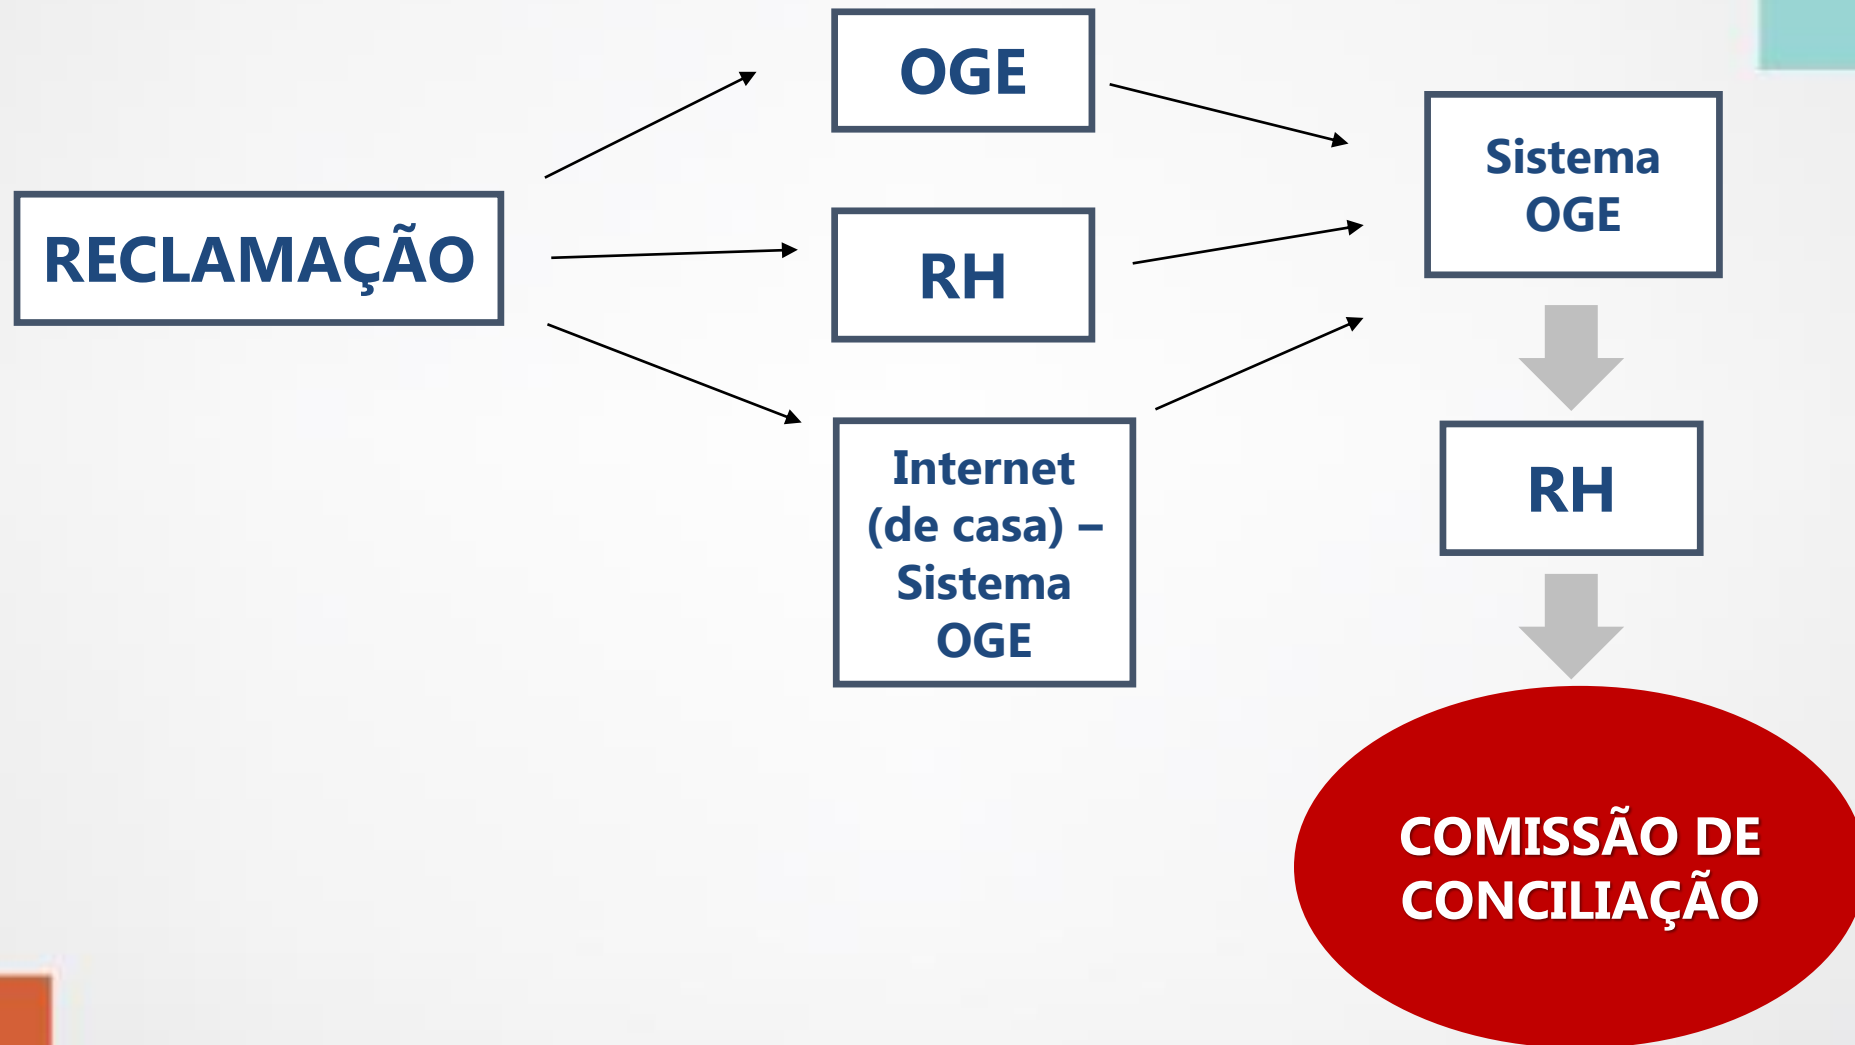 RECLAMAÇÃO
OGE
RH
Internet
(de casa) –
Sistema
OGE
Sistema
OGE
RH
COMISSÃO DE
CONCILIAÇÃO